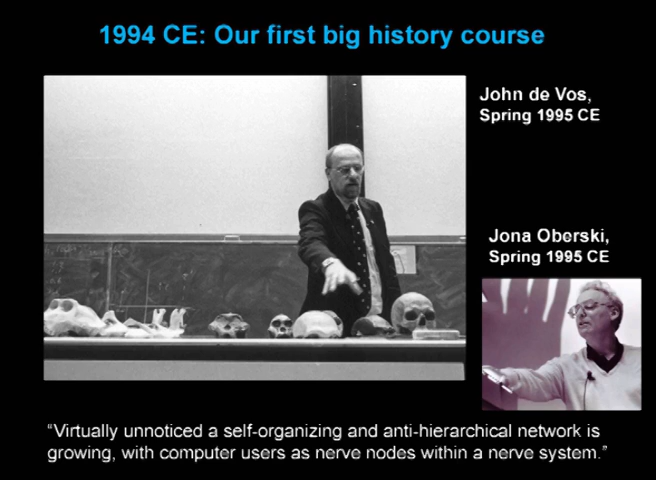 1994 CE: Our first big history course
John de Vos,
Spring 1995 CE
Jona Oberski,
Spring 1995 CE
“Virtually unnoticed a self-organizing and anti-hierarchical network is
growing, with computer users as nerve nodes within a nerve system.”